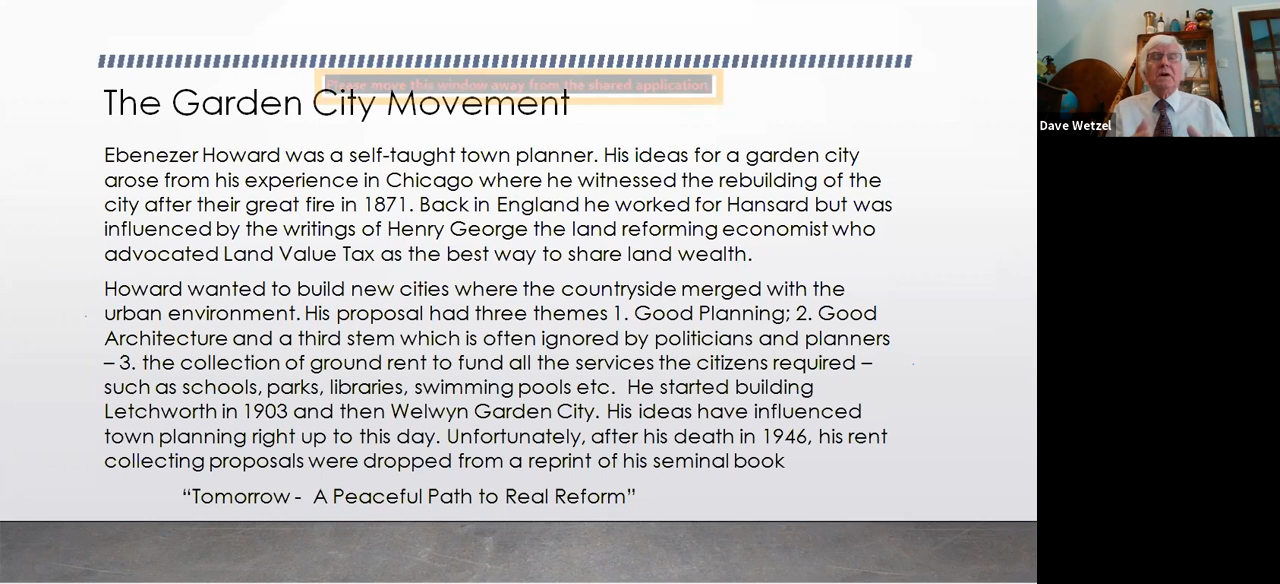 Please move this window away from the shared application.
The Garden City Movement
Dave Wetzel
Ebenezer Howard was a self-taught town planner. His ideas for a garden city
arose from his experience in Chicago where he witnessed the rebuilding of the
city after their great fire in 1871. Back in England he worked for Hansard but was
influenced by the writings of Henry George the land reforming economist who
advocated Land Value Tax as the best way to share land wealth.
Howard wanted to build new cities where the countryside merged with the
urban environment. His proposal had three themes 1. Good Planning; 2. Good
Architecture and a third stem which is often ignored by politicians and planners
– 3. the collection of ground rent to fund all the services the citizens required –
such as schools, parks, libraries, swimming pools etc. He started building
Letchworth in 1903 and then Welwyn Garden City. His ideas have influenced
town planning right up to this day. Unfortunately, after his death in 1946, his rent
collecting proposals were dropped from a reprint of his seminal book
“Tomorrow - A Peaceful Path to Real Reform”